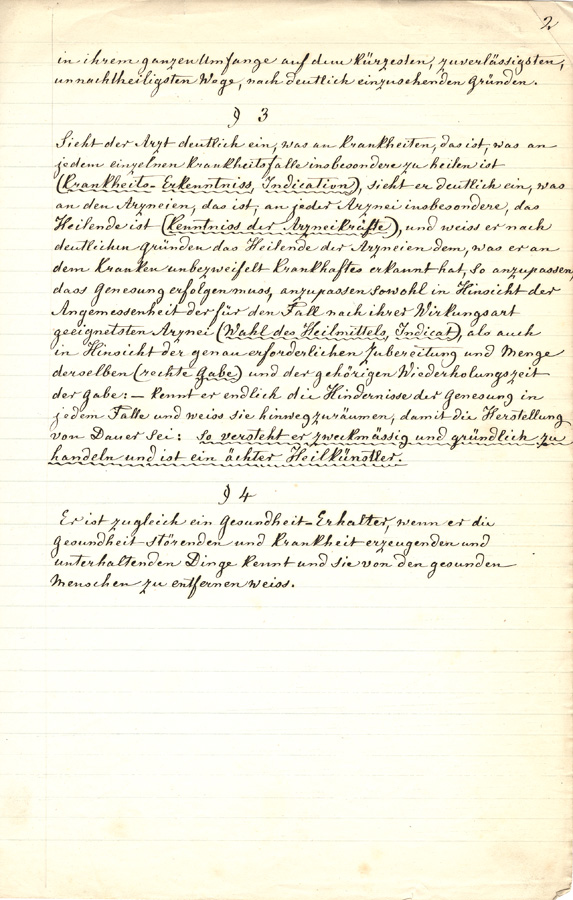 2.
in ihrem ganzen Umfange auf dem kürzesten, zuverlässigsten,
unnachtheiligsten Wege, nach deutlich einzusehenden Gründen.
§ 3
Sieht der Arzt deutlich ein, was an Krankheiten, das ist, was an
jedem einzelnen Krankheitsfalle insbesondere zu heilen ist
(Krankheits-Erkenntniss, Indication), sieht er deutlich ein, was
an den Arzneien, das ist, an jeder Arznei insbesondere, das
Heilende ist (Kenntniss der Arzneikräfte), und weiss er nach
deutlichen Gründen das Heilende der Arzneien dem, was er an
dem Kranken unbezweifelt Krankhaftes erkannt hat, so anzupassen,
dass Genesung erfolgen muss, anzupassen sowohl in Hinsicht der
Angemessenheit der für den Fall nach ihrer Wirkungsart
geeignetsten Arznei (Wahl des Heilmittels, Indicat), als auch
in Hinsicht der genau erforderlichen Zubereitung und Menge
derselben (rechte Gabe) und der gehörigen Wiederholungszeit
der Gabe: — kennt er endlich die Hindernisse der Genesung in
jedem Falle und weiss sie hinwegzuräumen, damit die Herstellung
von Dauer sei: so versteht er zweckmässig und gründlich zu
handeln und ist ein ächter Heilkünstler.
§ 4
Er ist zugleich ein Gesundheit-Erhalter, wenn er die
Gesundheit störenden und Krankheit erzeugenden und
unterhaltenden Dinge kennt und sie von den gesunden
Menschen zu entfernen weiss.